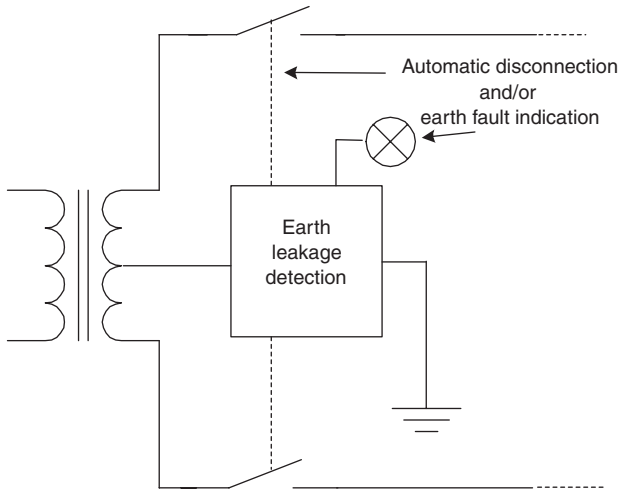 Automatic disconnection
and/or
earth fault indication
Earth
leakage
detection